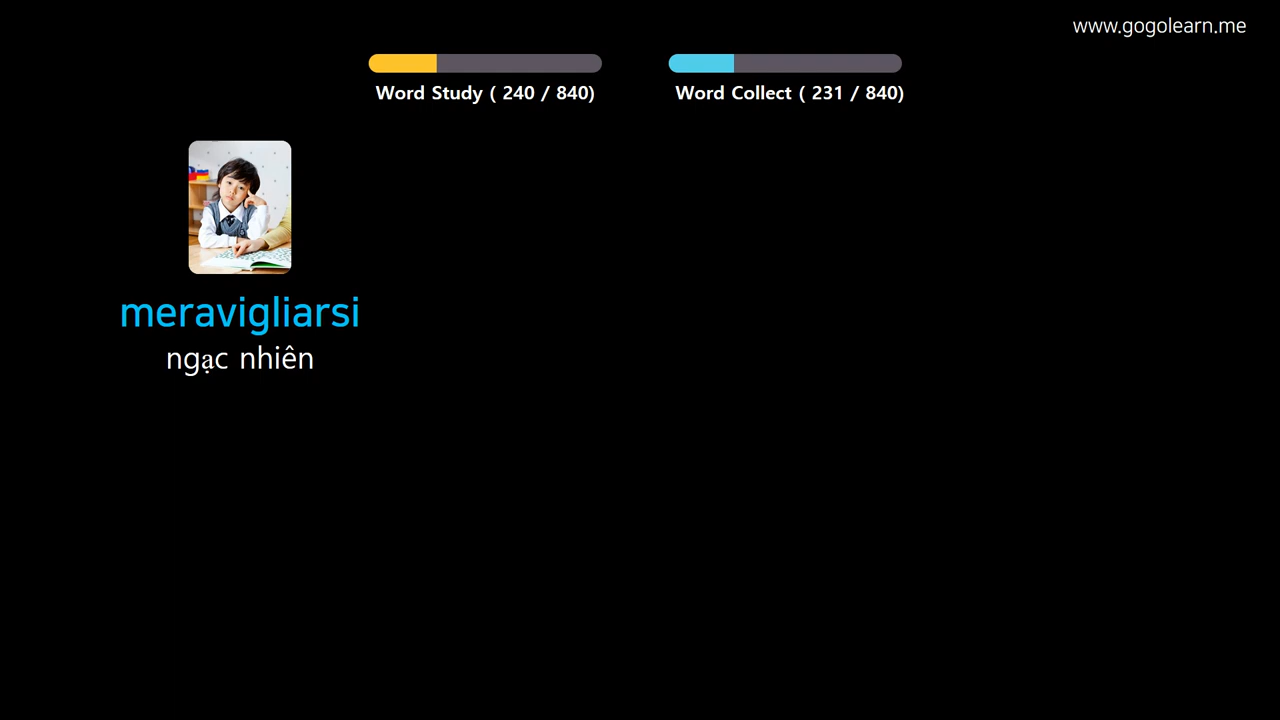 www.gogolearn.me
Word Study ( 240 / 840)
Word Collect ( 231 / 840)
meravigliarsi
ngạc nhiên